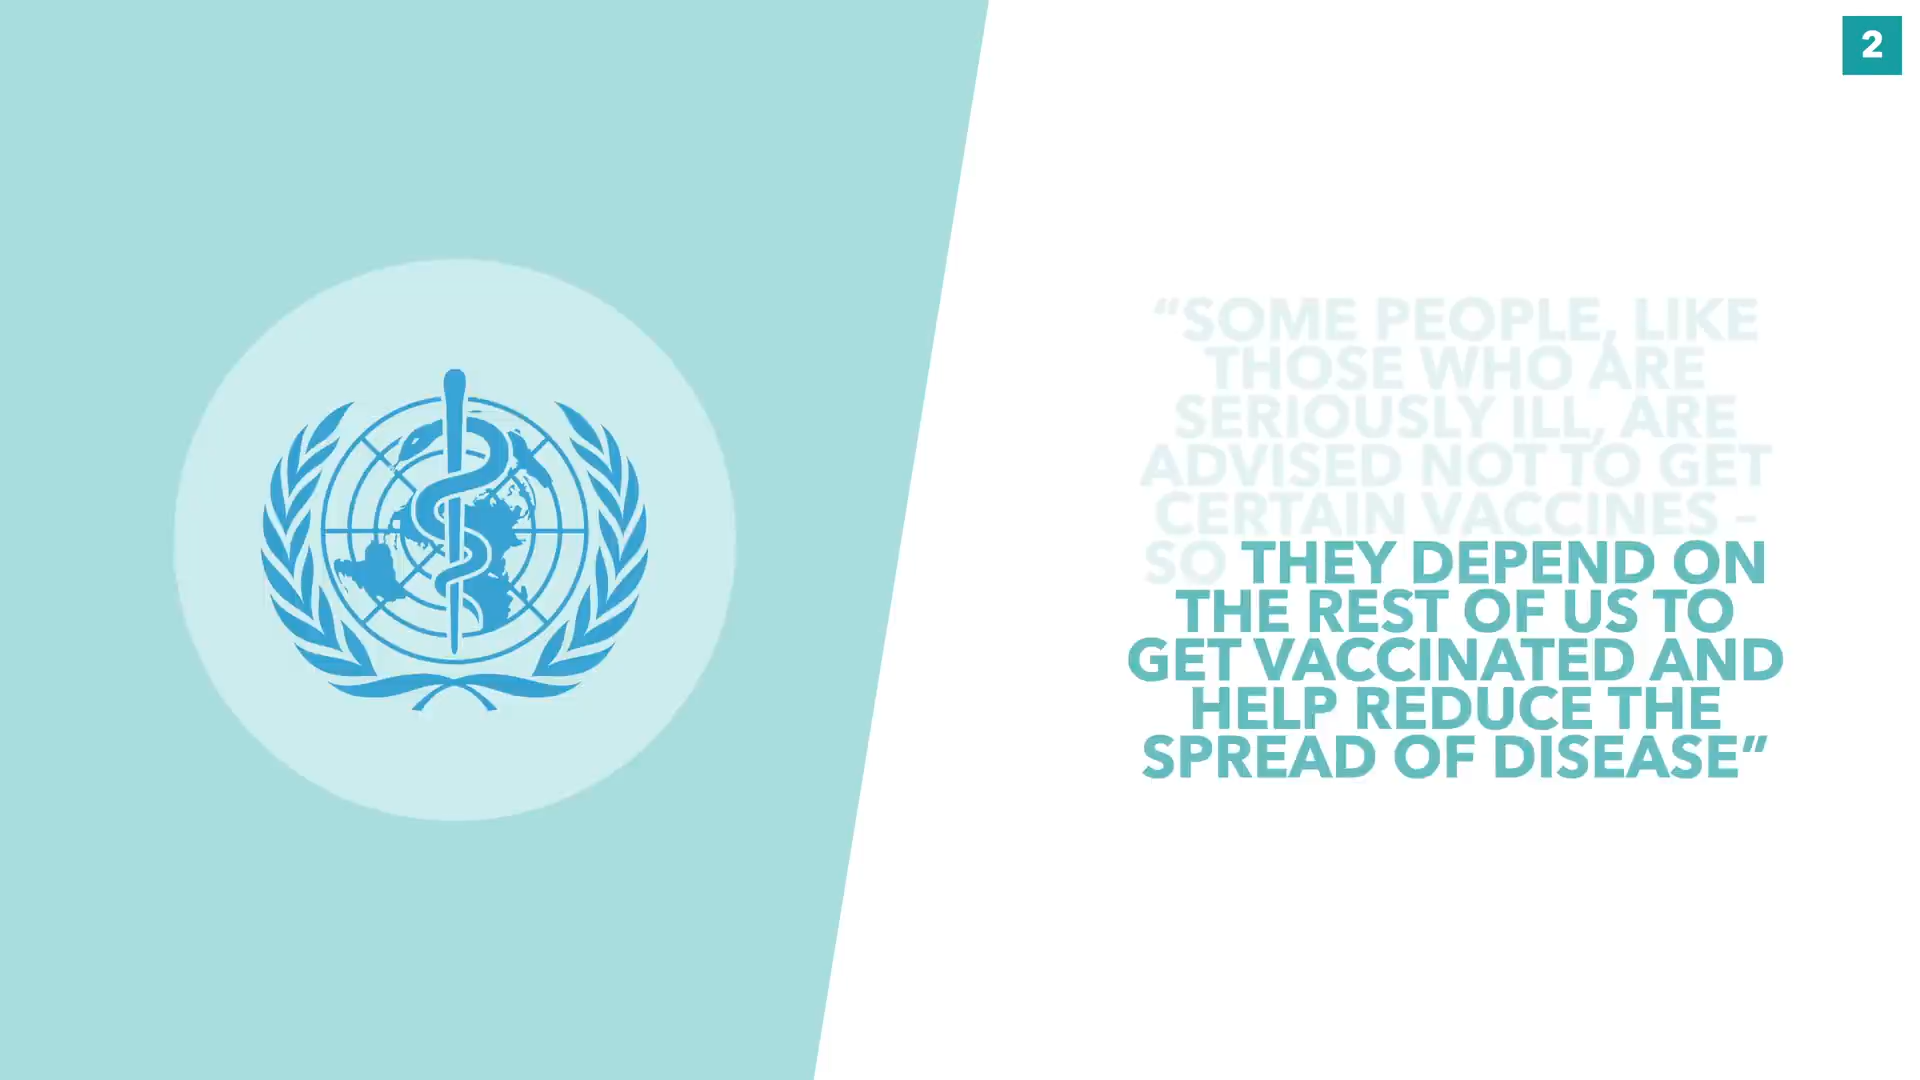 2
“SOME PEOPLE, LIKE
THOSE WHO ARE
SERIOUSLY ILL, ARE
ADVISED NOT TO GET
CERTAIN VACCINES –
SO THEY DEPEND ON
THE REST OF US TO
GET VACCINATED AND
HELP REDUCE THE
SPREAD OF DISEASE”